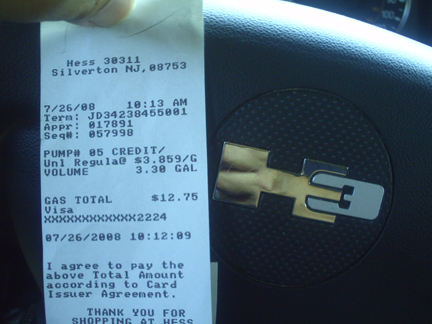 Hess 30311
Silverton NJ,08753
7/26/08 10:13 AM
Term: JD34238455001
Appr: 017891
Seq#: 057998
PUMP# 05 CREDIT/
Unl Regula@ $3.859/G
VOLUME 3.30 GAL
GAS TOTAL $12.75
Visa
XXXXXXXXXXXX2224
07/26/2008 10:12:09
I agree to pay the
above Total Amount
according to Card
Issuer Agreement.
THANK YOU FOR
SHOPPING AT HESS
H3